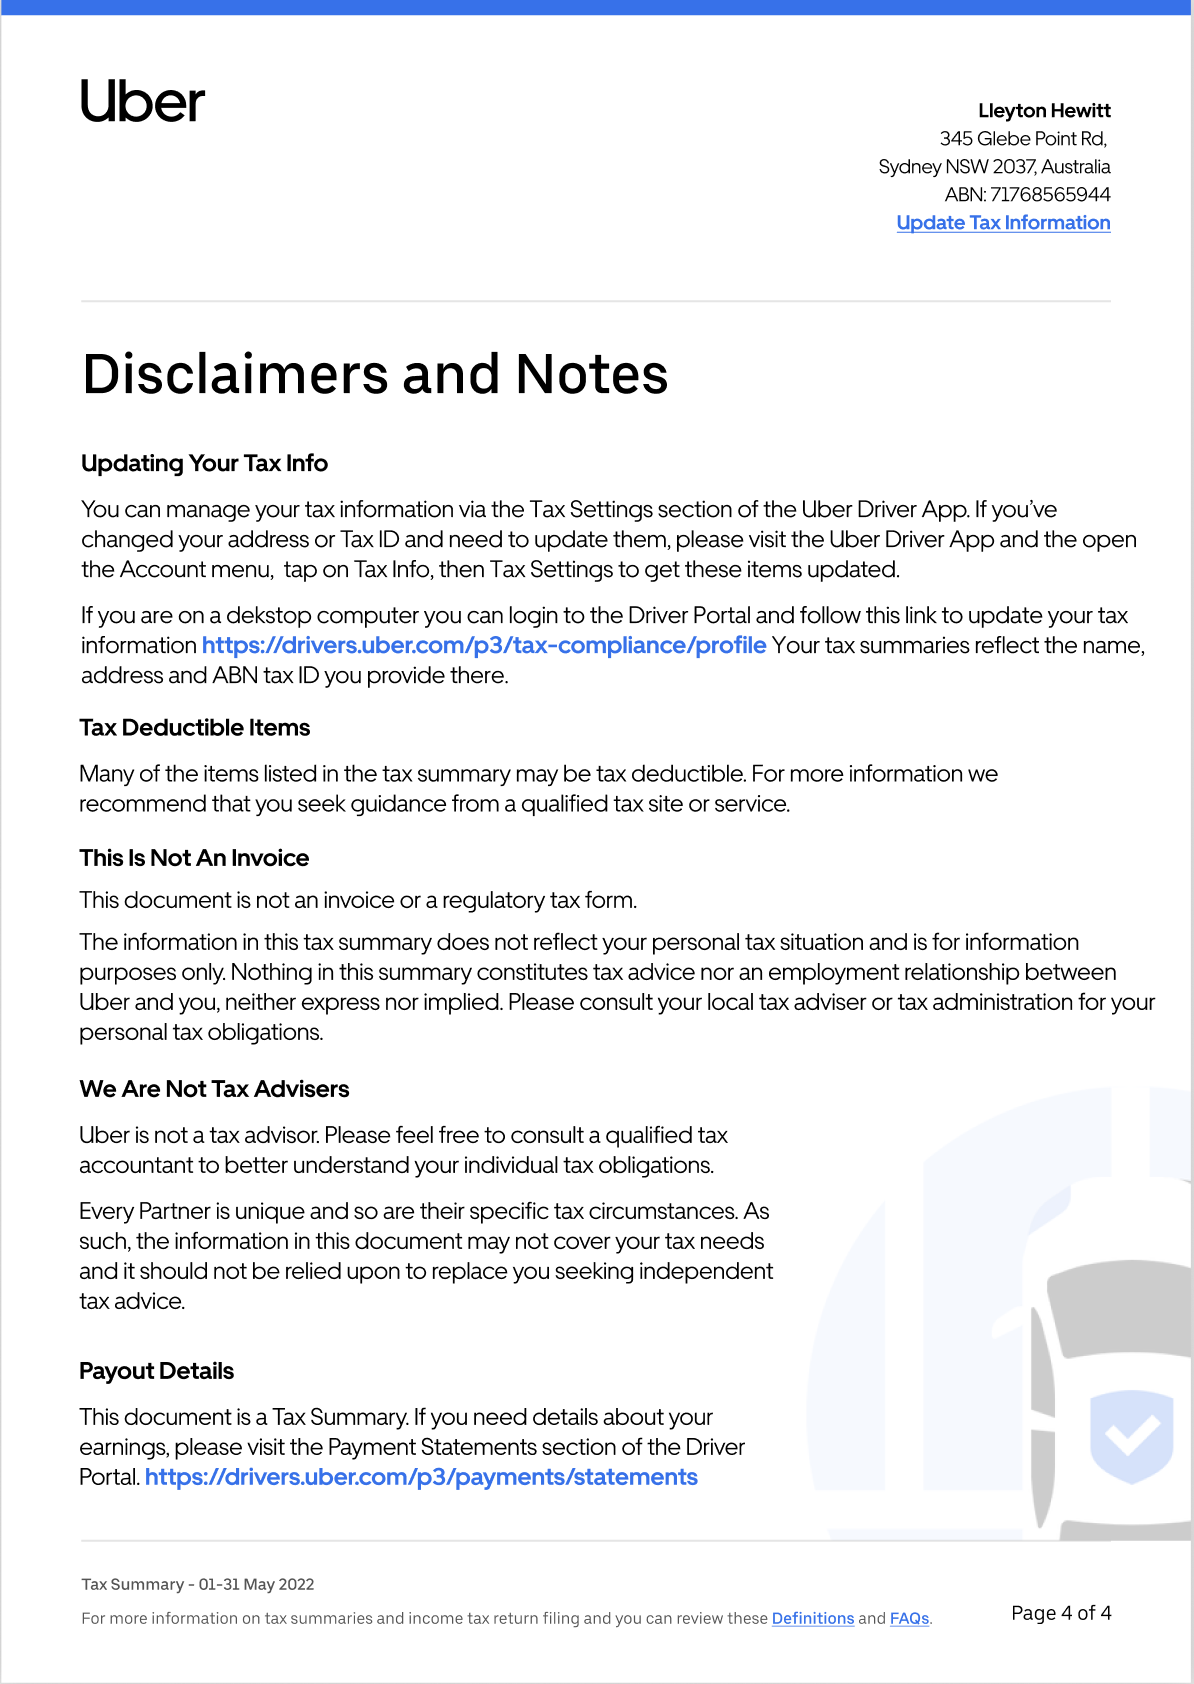 Uber
Lleyton Hewitt
345 Glebe Point Rd,
Sydney NSW 2037, Australia
ABN: 71768565944
Update Tax Information
Disclaimers and Notes
Updating Your Tax Info
You can manage your tax information via the Tax Settings section of the Uber Driver App. If you’ve
changed your address or Tax ID and need to update them, please visit the Uber Driver App and the open
the Account menu,  tap on Tax Info, then Tax Settings to get these items updated.
If you are on a dekstop computer you can login to the Driver Portal and follow this link to update your tax
information https://drivers.uber.com/p3/tax-compliance/profile Your tax summaries reflect the name,
address and ABN tax ID you provide there.
Tax Deductible Items
Many of the items listed in the tax summary may be tax deductible. For more information we
recommend that you seek guidance from a qualified tax site or service.
This Is Not An Invoice
This document is not an invoice or a regulatory tax form.
The information in this tax summary does not reflect your personal tax situation and is for information
purposes only. Nothing in this summary constitutes tax advice nor an employment relationship between
Uber and you, neither express nor implied. Please consult your local tax adviser or tax administration for your
personal tax obligations.
We Are Not Tax Advisers
Uber is not a tax advisor. Please feel free to consult a qualified tax
accountant to better understand your individual tax obligations.
Every Partner is unique and so are their specific tax circumstances. As
such, the information in this document may not cover your tax needs
and it should not be relied upon to replace you seeking independent
tax advice.
Payout Details
This document is a Tax Summary. If you need details about your
earnings, please visit the Payment Statements section of the Driver
Portal. https://drivers.uber.com/p3/payments/statements
Tax Summary - 01-31 May 2022
For more information on tax summaries and income tax return filing and you can review these Definitions and FAQs.
Page 4 of 4